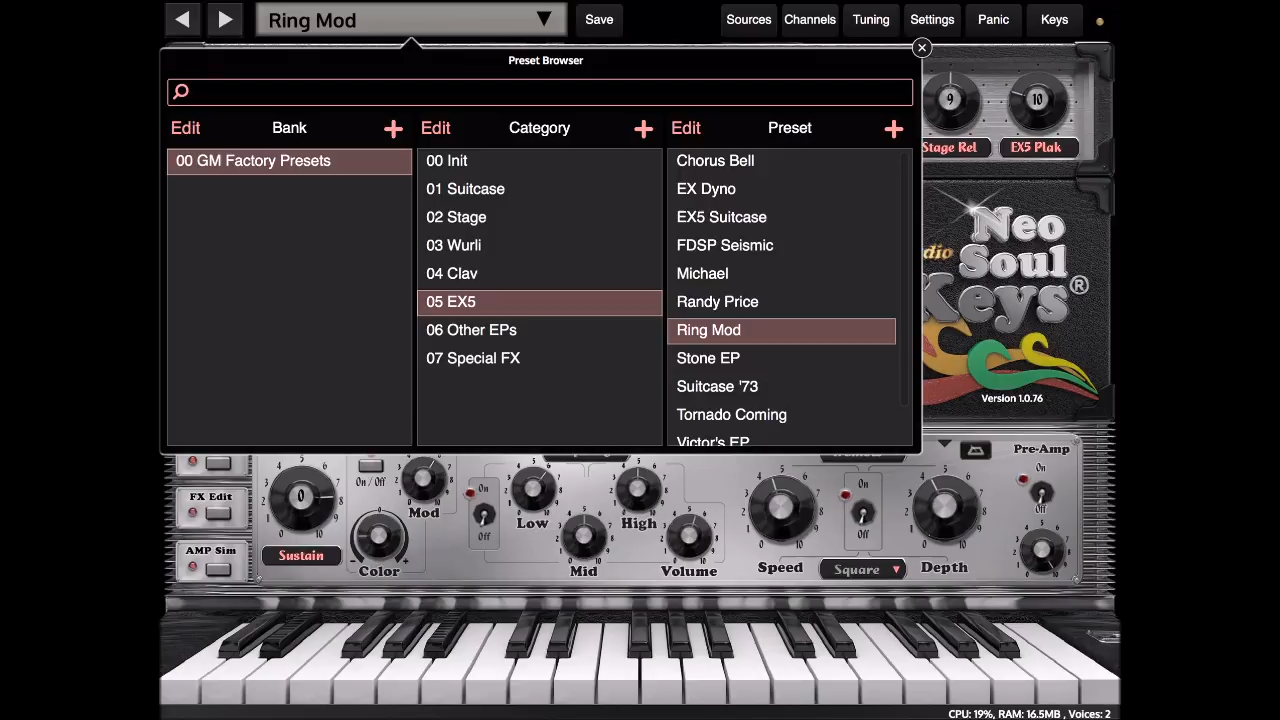 Ring Mod
Save
Sources
Channels
Tuning
Settings
Panic
Keys
Preset Browser
Edit Bank
Edit Category
Edit Preset
00 GM Factory Presets
00 Init
01 Suitcase
02 Stage
03 Wurli
04 Clav
05 EX5
06 Other EPs
07 Special FX
Chorus Bell
EX Dyno
EX5 Suitcase
FDSP Seismic
Michael
Randy Price
Ring Mod
Stone EP
Suitcase '73
Tornado Coming
Victor's EP
9
10
Stage Rel
EX5 Plak
Neo
Soul
Keys®
Version 1.0.76
FX Edit
AMP Sim
0
Sustain
Mod
Color
On
Off
Low
Mid
High
Volume
Speed
On
Off
Square
Depth
Pre-Amp
On
Off
CPU: 19%, RAM: 16.5MB , Voices: 2